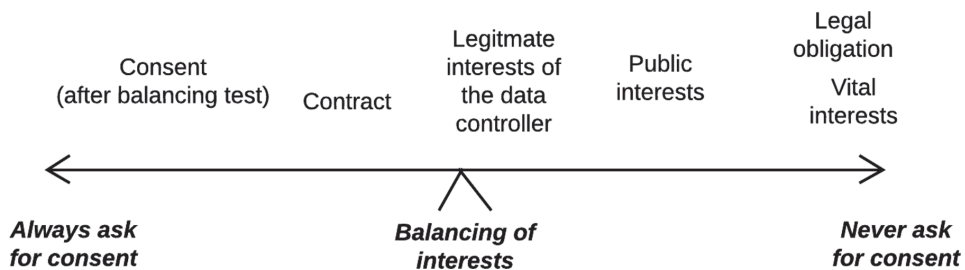 Consent
(after balancing test)
Contract
Legitmate
interests of
the data
controller
Public
interests
Legal
obligation
Vital
interests
Always ask
for consent
Balancing of
interests
Never ask
for consent